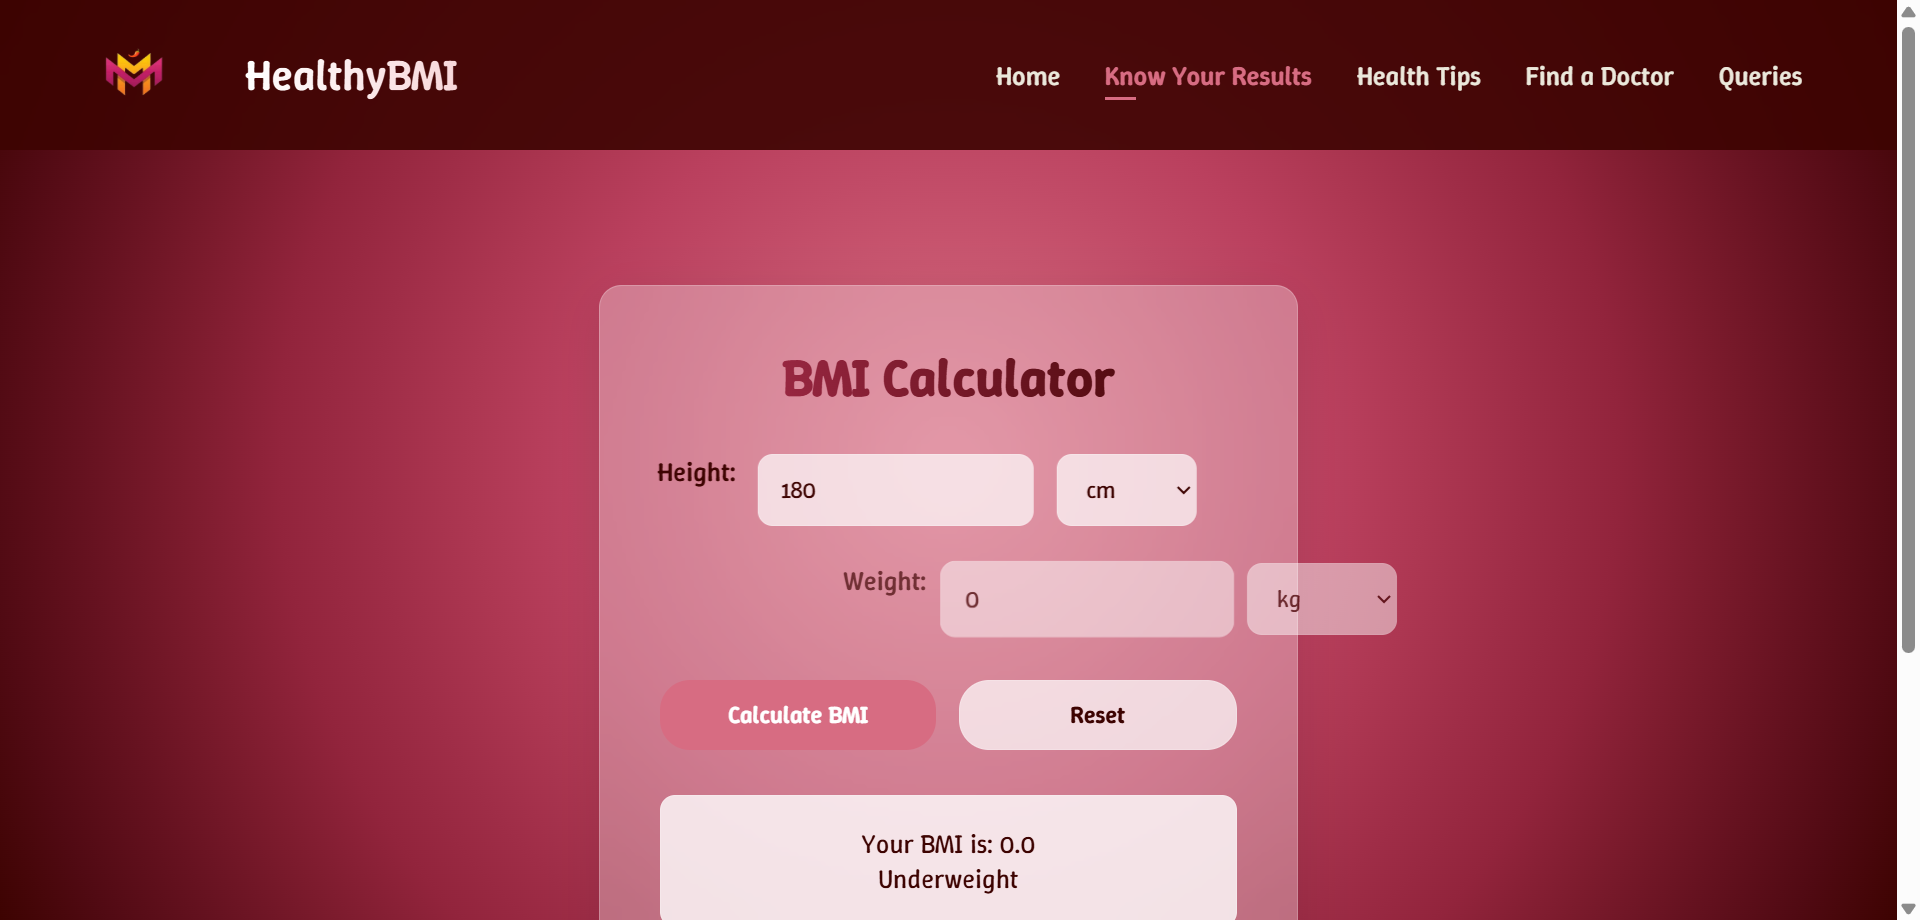 HealthyBMI
Home Know Your Results Health Tips Find a Doctor Queries
BMI Calculator
Height: 180 cm
Weight: 0 kg
Calculate BMI Reset
Your BMI is: 0.0
Underweight